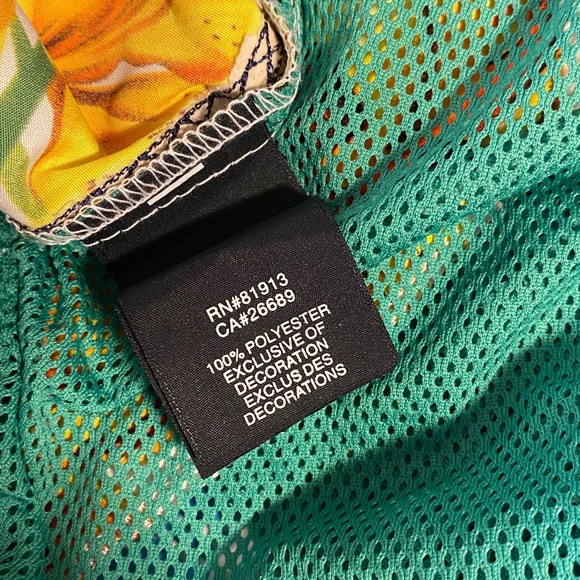 RN#81913
CA#26689
100% POLYESTER
EXCLUSIVE OF
DECORATION
EXCLUS DES
DECORATIONS